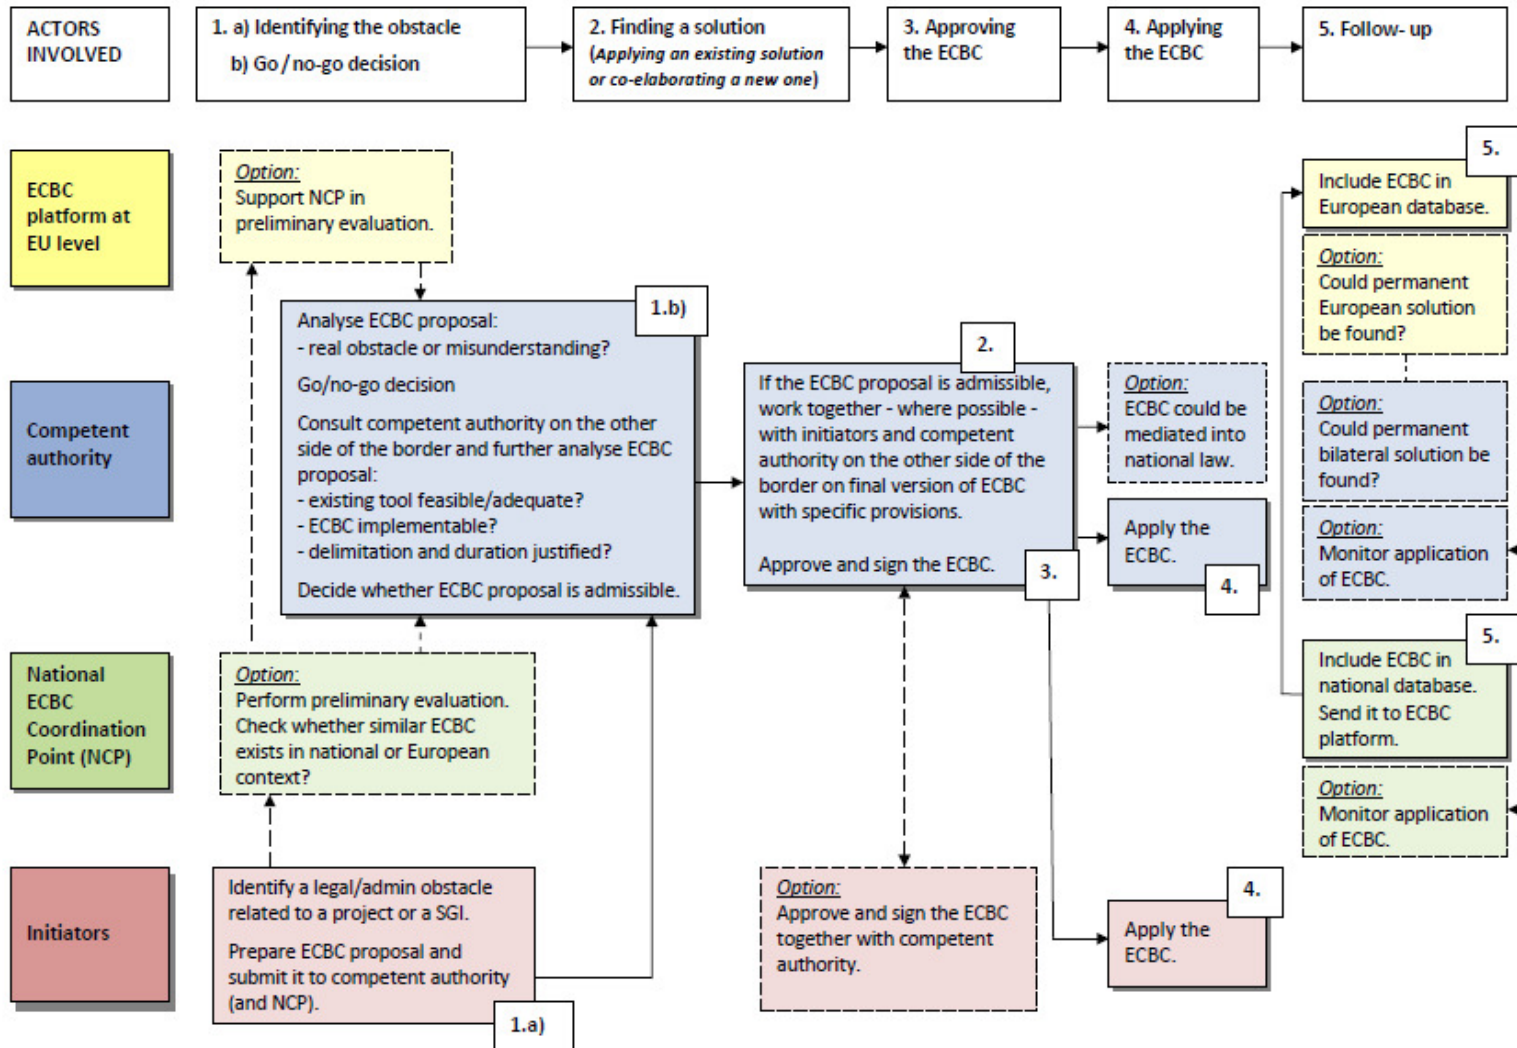 ACTORS
INVOLVED
1. a) Identifying the obstacle
b) Go / no-go decision
2. Finding a solution
(Applying an existing solution
or co-elaborating a new one)
3. Approving
the ECBC
4. Applying
the ECBC
5. Follow- up
ECBC
platform at
EU level
Option:
Support NCP in
preliminary evaluation.
5.
Include ECBC in
European database.
Option:
Could permanent
European solution
be found?
Competent
authority
1.b)
Analyse ECBC proposal:
- real obstacle or misunderstanding?
Go/no-go decision
Consult competent authority on the other
side of the border and further analyse ECBC
proposal:
- existing tool feasible/adequate?
- ECBC implementable?
- delimitation and duration justified?
Decide whether ECBC proposal is admissible.
2.
If the ECBC proposal is admissible,
work together - where possible -
with initiators and competent
authority on the other side of the
border on final version of ECBC
with specific provisions.
Approve and sign the ECBC.
3.
Option:
ECBC could be
mediated into
national law.
Apply the
ECBC.
4.
Option:
Could permanent
bilateral solution be
found?
Option:
Monitor application
of ECBC.
National
ECBC
Coordination
Point (NCP)
Option:
Perform preliminary evaluation.
Check whether similar ECBC
exists in national or European
context?
5.
Include ECBC in
national database.
Send it to ECBC
platform.
Option:
Monitor application
of ECBC.
Initiators
Identify a legal/admin obstacle
related to a project or a SGI.
Prepare ECBC proposal and
submit it to competent authority
(and NCP).
1.a)
Option:
Approve and sign the ECBC
together with competent
authority.
4.
Apply the
ECBC.